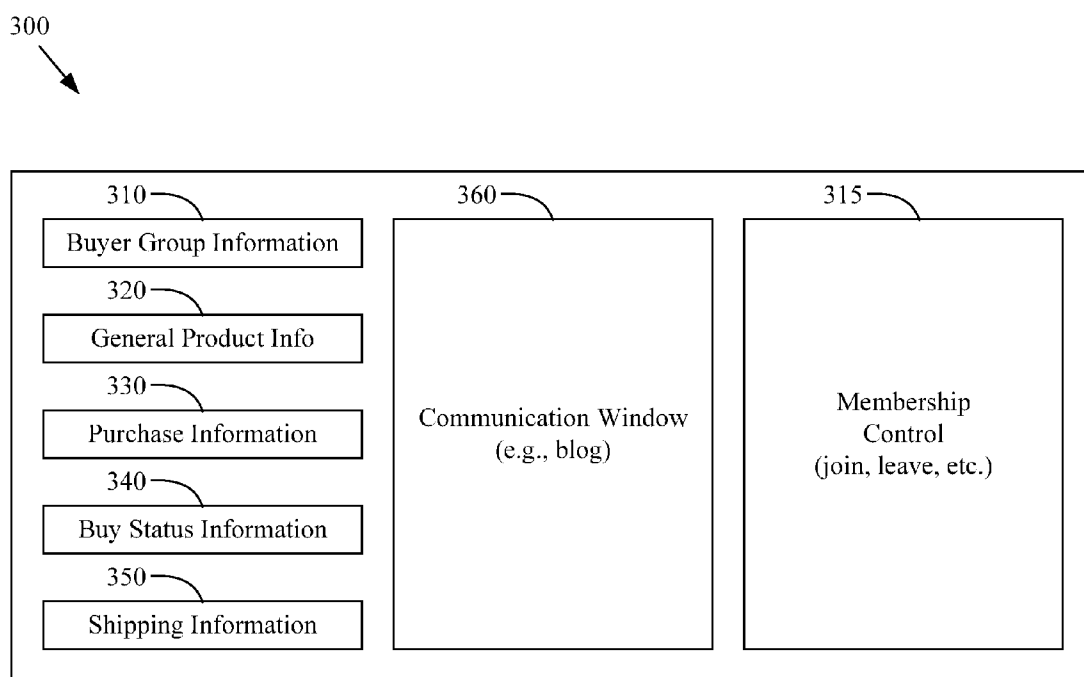 300
310
Buyer Group Information
320
General Product Info
330
Purchase Information
340
Buy Status Information
350
Shipping Information
360
Communication Window
(e.g., blog)
315
Membership
Control
(join, leave, etc.)